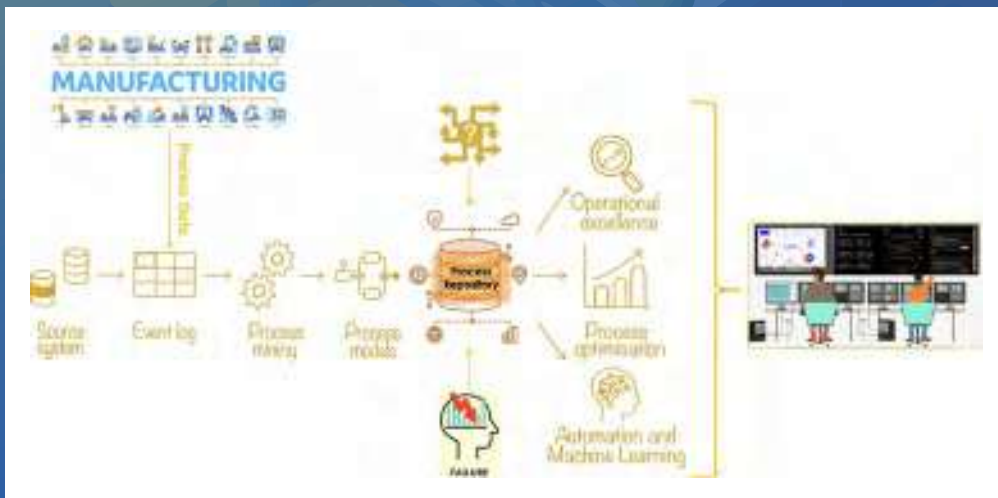 MANUFACTURING
Process Data
Source
system
Event log
Process
mining
Process
models
Process
Repository
Operational
excellence
Process
optimisation
Automation and
Machine Learning
FAILURE